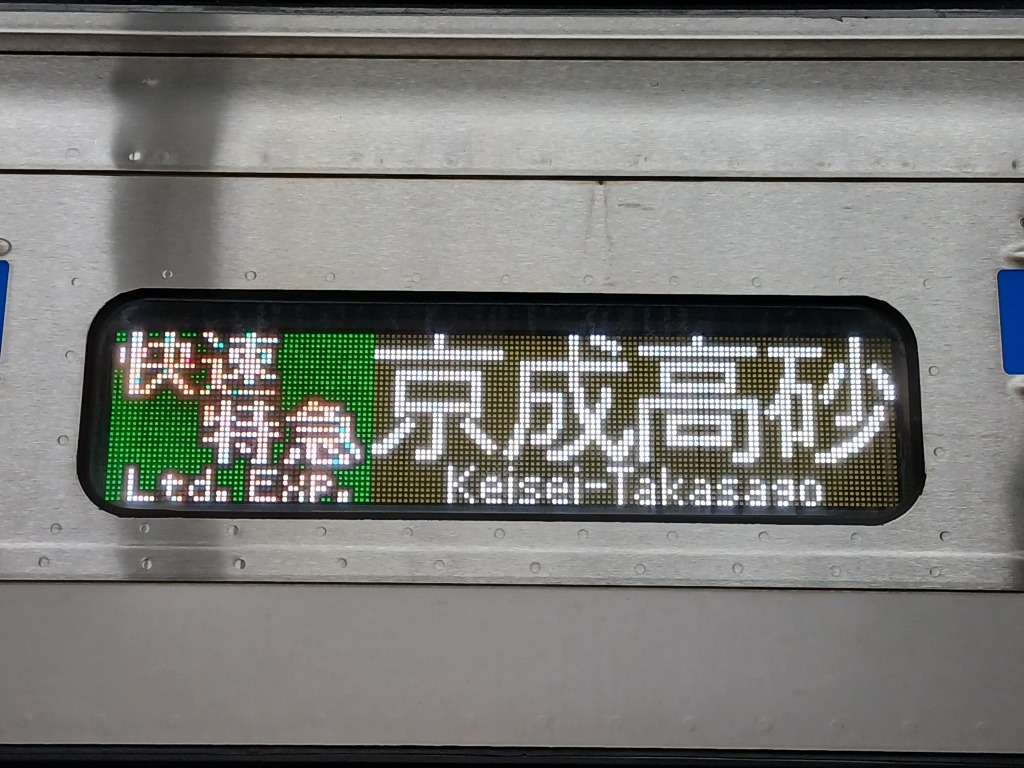 快速
特急
Ltd. Exp.
京成高砂
Keisei-Takasago